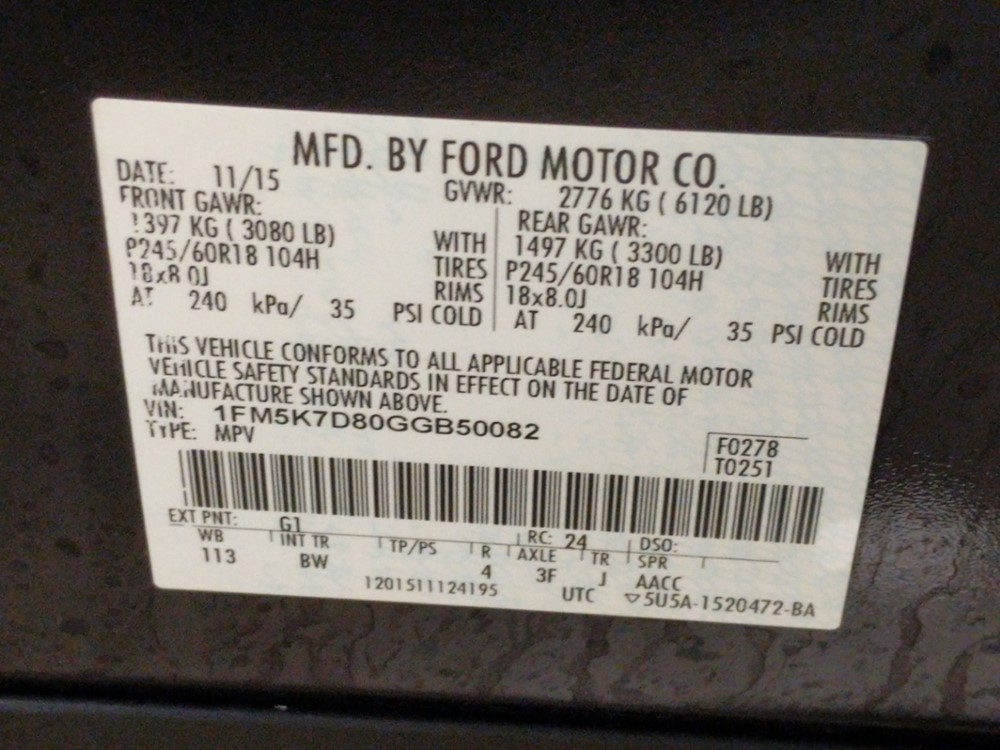 MFD. BY FORD MOTOR CO.
DATE: 11/15 GVWR: 2776 KG ( 6120 LB)
FRONT GAWR: REAR GAWR:
1397 KG ( 3080 LB) WITH 1497 KG ( 3300 LB) WITH
P245/60R18 104H TIRES P245/60R18 104H TIRES
18x8.0J RIMS 18x8.0J RIMS
AT 240 kPa/ 35 PSI COLD AT 240 kPa/ 35 PSI COLD
THIS VEHICLE CONFORMS TO ALL APPLICABLE FEDERAL MOTOR
VEHICLE SAFETY STANDARDS IN EFFECT ON THE DATE OF
MANUFACTURE SHOWN ABOVE.
VIN: 1FM5K7D80GGB50082
TYPE: MPV
F0278
T0251
EXT PNT: G1 RC: 24 DSO:
WB INT TR TP/PS R AXLE TR SPR
113 BW 4 3F J AACC
1201511124195 UTC ▽5U5A-1520472-BA